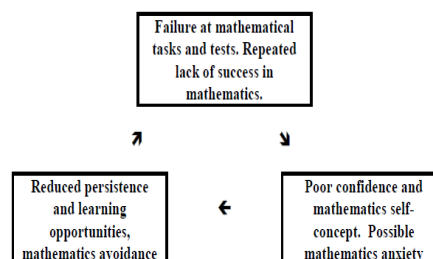 Failure at mathematical
tasks and tests. Repeated
lack of success in
mathematics.
Reduced persistence
and learning
opportunities,
mathematics avoidance
Poor confidence and
mathematics self-
concept. Possible
mathematics anxiety